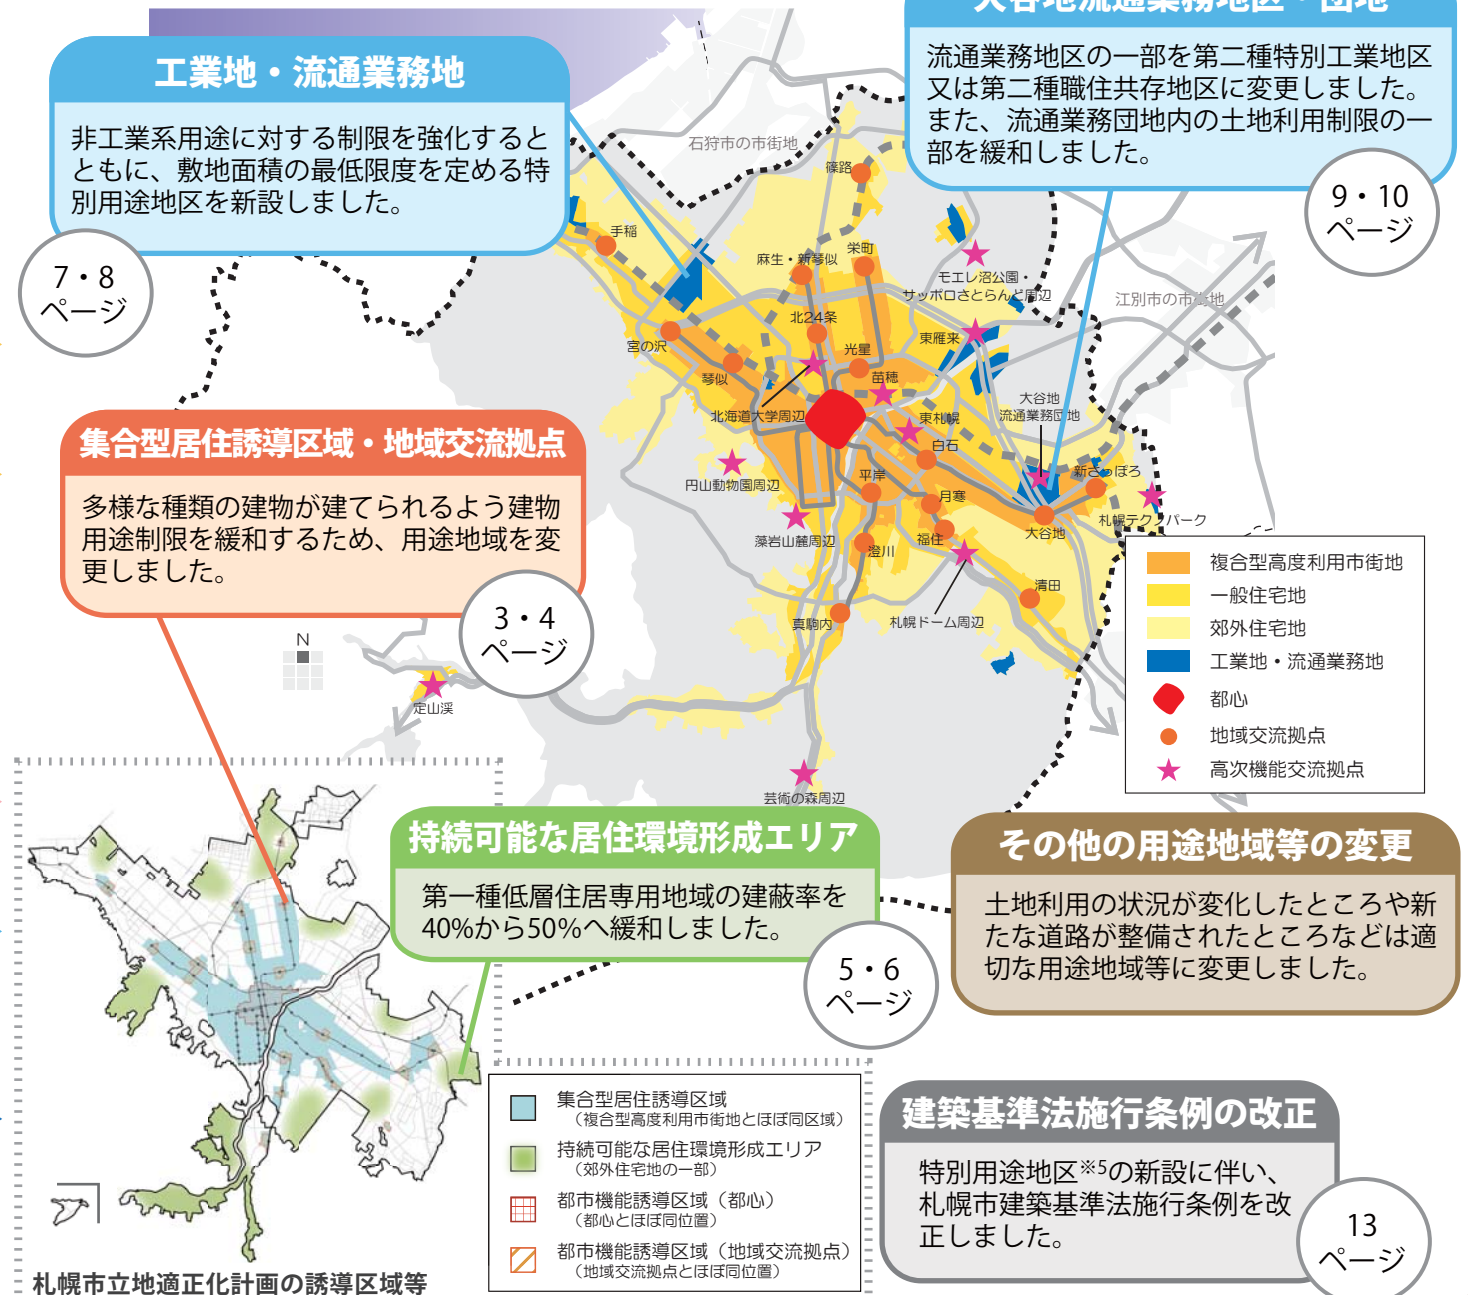 工業地・流通業務地
非工業系用途に対する制限を強化すると
ともに、敷地面積の最低限度を定める特
別用途地区を新設しました。
7・8
ページ
大谷地流通業務地区・団地
流通業務地区の一部を第二種特別工業地区
又は第二種職住共存地区に変更しました。
また、流通業務団地内の土地利用制限の一
部を緩和しました。
9・10
ページ
石狩市の市街地
篠路
手稲
麻生・新琴似
栄町
モエレ沼公園・
サッポロさとらんど周辺
江別市の市街地
北24条
宮の沢
光星
東雁来
琴似
苗穂
北海道大学周辺
東札幌
大谷地
流通業務団地
白石
円山動物園周辺
平岸
月寒
新さっぽろ
札幌テクノパーク
藻岩山麓周辺
澄川
福住
大谷地
清田
真駒内
札幌ドーム周辺
定山渓
芸術の森周辺
N
集合型居住誘導区域・地域交流拠点
多様な種類の建物が建てられるよう建物
用途制限を緩和するため、用途地域を変
更しました。
3・4
ページ
複合型高度利用市街地
一般住宅地
郊外住宅地
工業地・流通業務地
都心
地域交流拠点
高次機能交流拠点
持続可能な居住環境形成エリア
第一種低層住居専用地域の建蔽率を
40%から50%へ緩和しました。
5・6
ページ
その他の用途地域等の変更
土地利用の状況が変化したところや新
たな道路が整備されたところなどは適
切な用途地域等に変更しました。
集合型居住誘導区域
（複合型高度利用市街地とほぼ同区域）
持続可能な居住環境形成エリア
（郊外住宅地の一部）
都市機能誘導区域（都心）
（都心とほぼ同位置）
都市機能誘導区域（地域交流拠点）
（地域交流拠点とほぼ同位置）
札幌市立地適正化計画の誘導区域等
建築基準法施行条例の改正
特別用途地区※5の新設に伴い、
札幌市建築基準法施行条例を改
正しました。
13
ページ